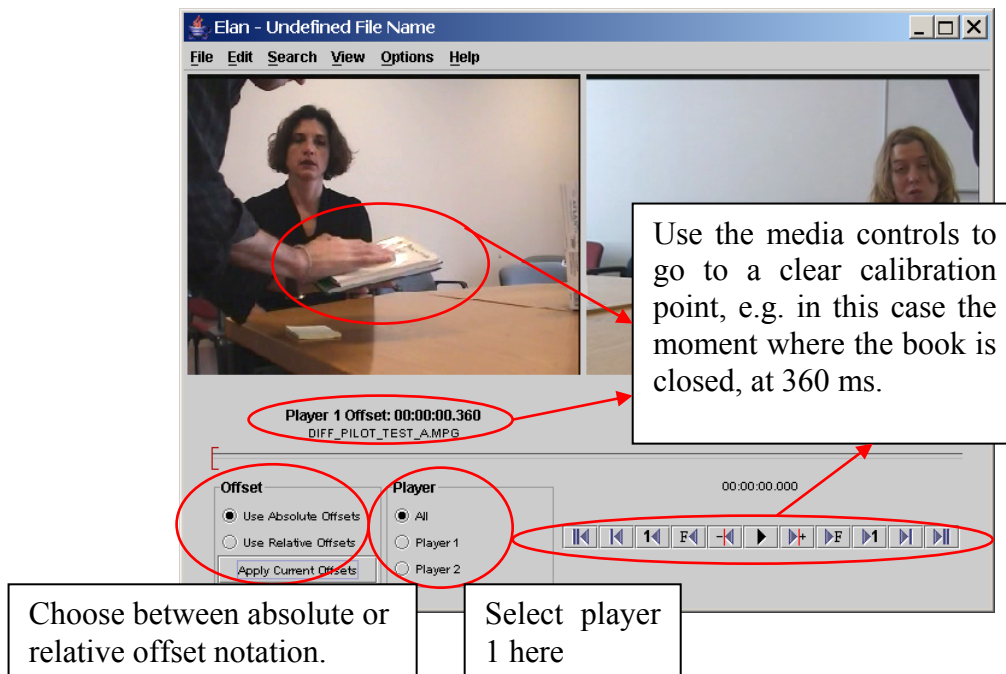 Elan - Undefined File Name
File Edit Search View Options Help
Use the media controls to
go to a clear calibration
point, e.g. in this case the
moment where the book is
closed, at 360 ms.
Player 1 Offset: 00:00:00.360
DIFF_PILOT_TEST_A.MPG
Offset
Use Absolute Offsets
Use Relative Offsets
Apply Current Offsets
Player
All
Player 1
Player 2
00:00:00.000
1 F F 1
Choose between absolute or
relative offset notation.
Select player
1 here